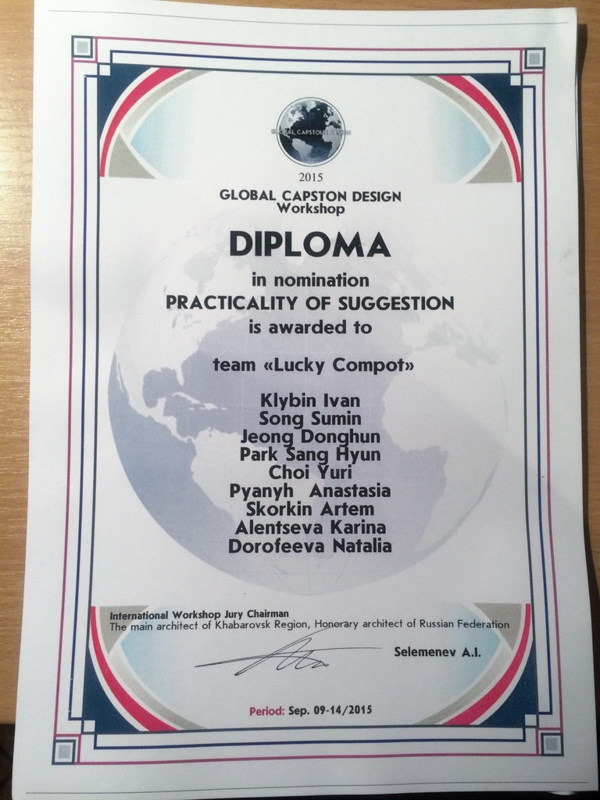 GLOBAL CAPSTON DESIGN
2015
GLOBAL CAPSTON DESIGN
Workshop
DIPLOMA
in nomination
PRACTICALITY OF SUGGESTION
is awarded to
team «Lucky Compot»
Klybin Ivan
Song Sumin
Jeong Donghun
Park Sang Hyun
Choi Yuri
Pyanyh Anastasia
Skorkin Artem
Alentseva Karina
Dorofeeva Natalia
International Workshop Jury Chairman
The main architect of Khabarovsk Region, Honorary architect of Russian Federation
Selemenev A.I.
Period: Sep. 09-14/2015